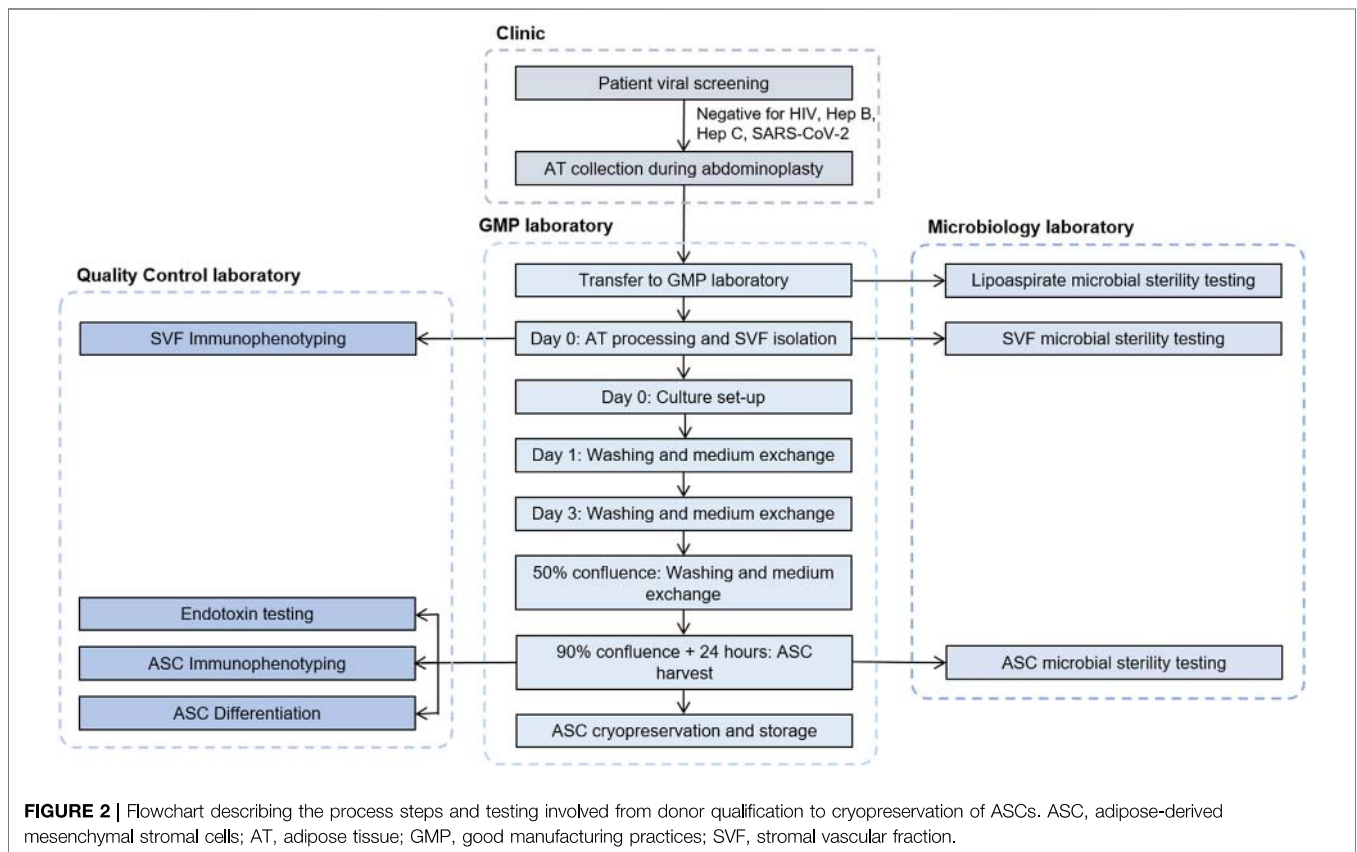 Clinic
Patient viral screening
Negative for HIV, Hep B,
Hep C, SARS-CoV-2
AT collection during abdominoplasty
GMP laboratory
Microbiology laboratory
Quality Control laboratory
Transfer to GMP laboratory
Lipoaspirate microbial sterility testing
SVF Immunophenotyping
Day 0: AT processing and SVF isolation
SVF microbial sterility testing
Day 0: Culture set-up
Day 1: Washing and medium exchange
Day 3: Washing and medium exchange
50% confluence: Washing and medium
exchange
Endotoxin testing
ASC Immunophenotyping
90% confluence + 24 hours: ASC
harvest
ASC microbial sterility testing
ASC Differentiation
ASC cryopreservation and storage
FIGURE 2 | Flowchart describing the process steps and testing involved from donor qualification to cryopreservation of ASCs. ASC, adipose-derived
mesenchymal stromal cells; AT, adipose tissue; GMP, good manufacturing practices; SVF, stromal vascular fraction.